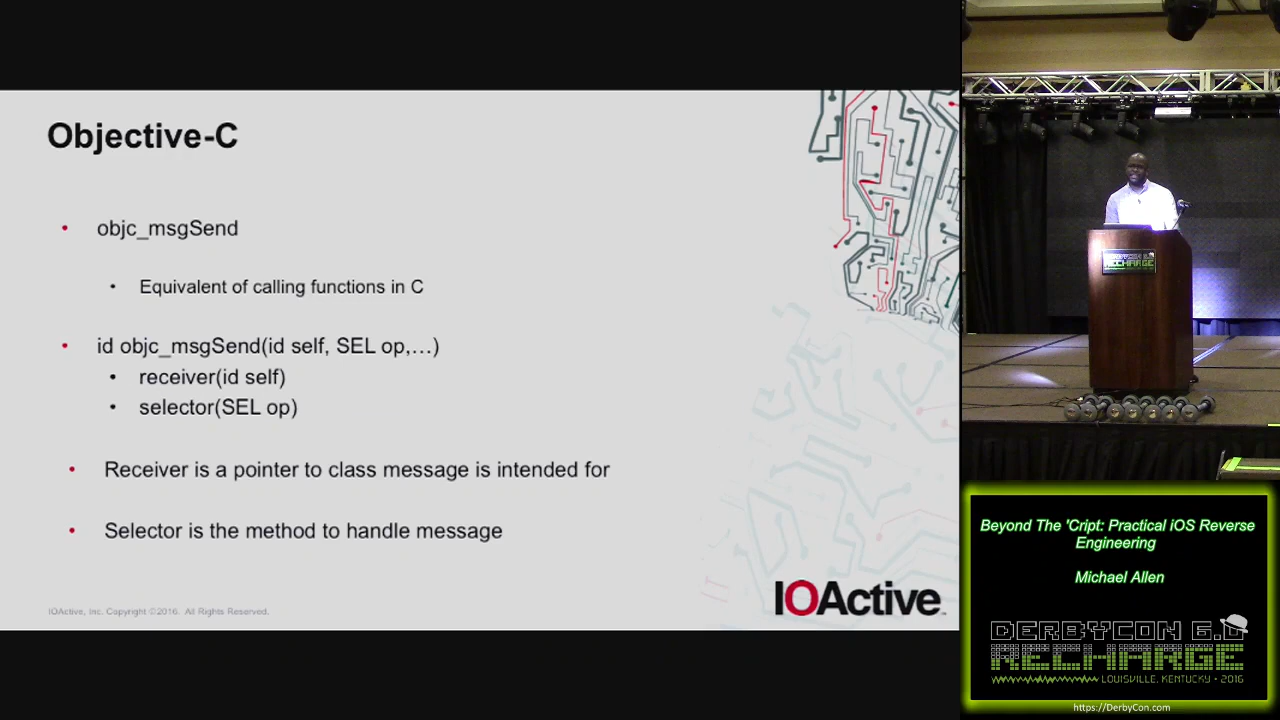 Objective-C
• objc_msgSend
• Equivalent of calling functions in C
• id objc_msgSend(id self, SEL op,…)
• receiver(id self)
• selector(SEL op)
• Receiver is a pointer to class message is intended for
• Selector is the method to handle message
IOActive, Inc. Copyright ©2016. All Rights Reserved.
IOActive™
RECHARGE
Beyond The 'Cript: Practical iOS Reverse
Engineering
Michael Allen
DERBYCON 6.0
RECHARGE
LOUISVILLE, KENTUCKY • 2016
https://DerbyCon.com